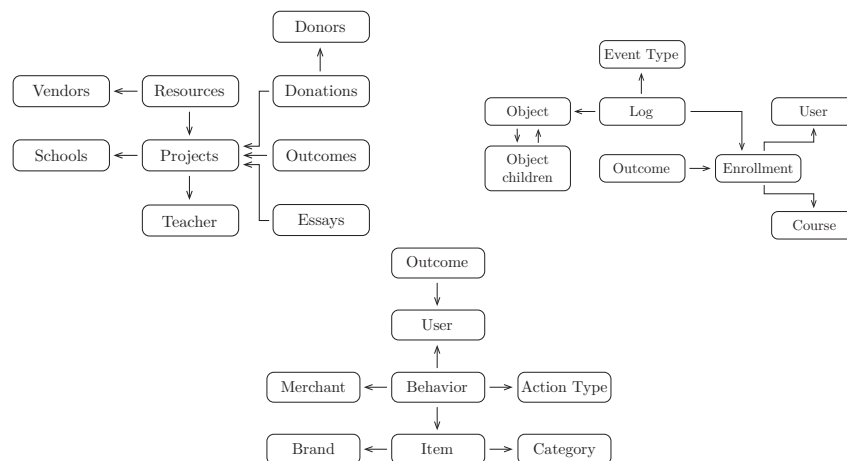 Donors
Vendors
Resources
Donations
Schools
Projects
Outcomes
Teacher
Essays
Event Type
Object
Log
User
Object
children
Outcome
Enrollment
Course
Outcome
User
Merchant
Behavior
Action Type
Brand
Item
Category